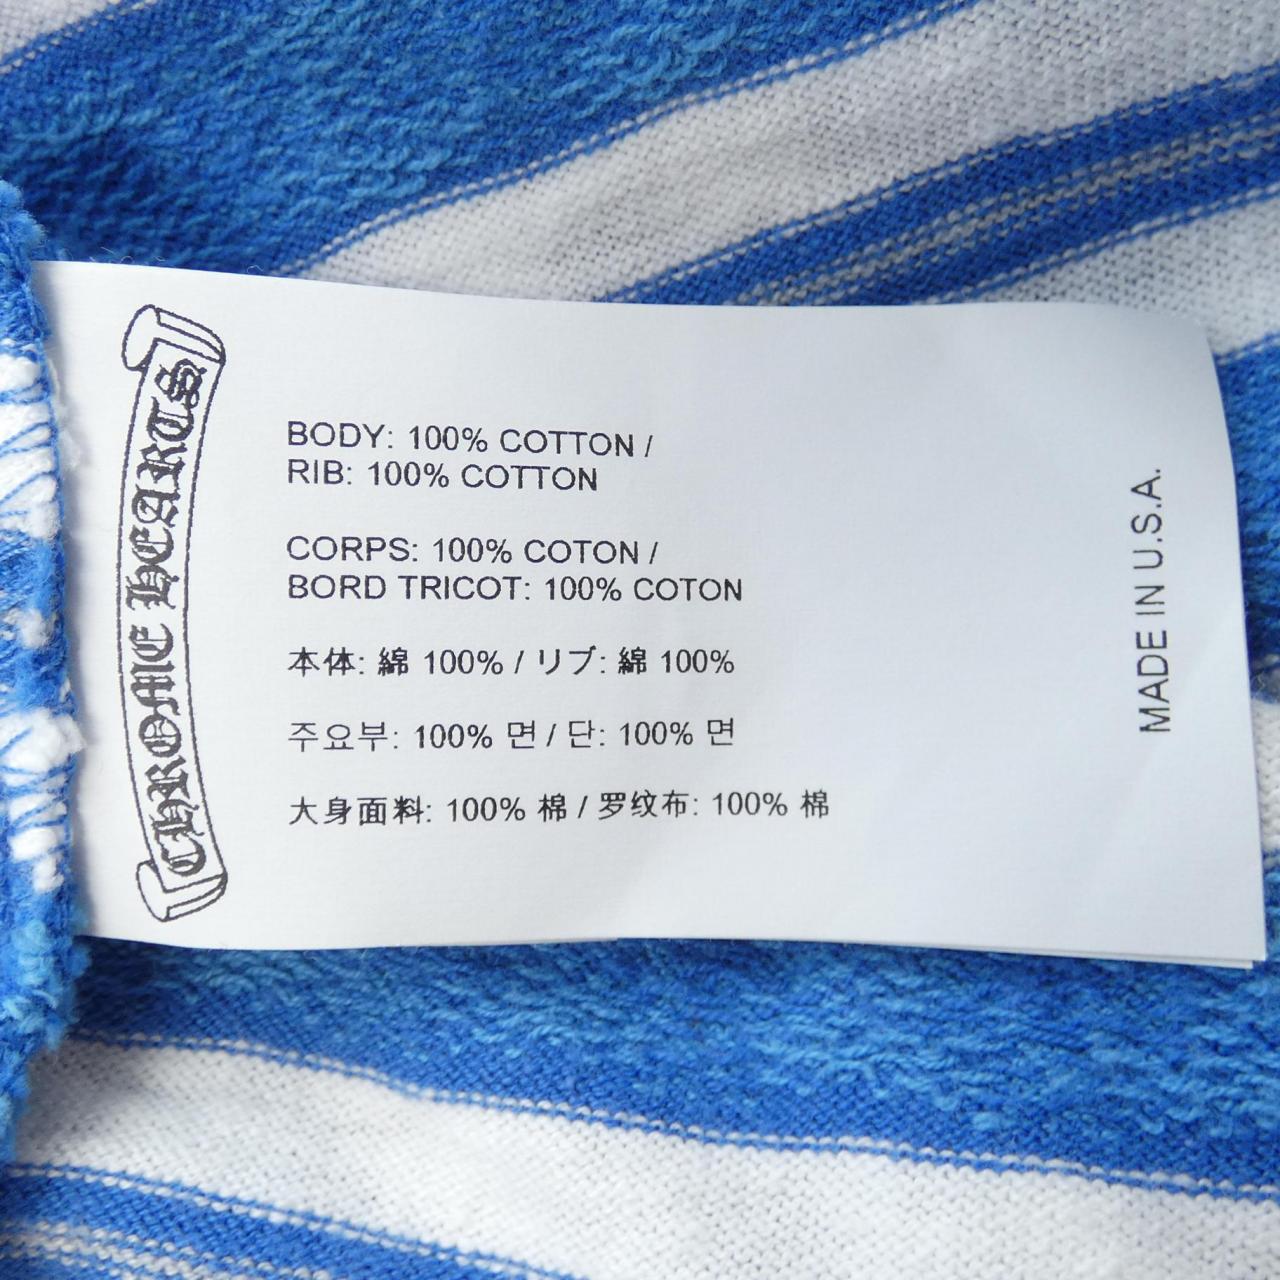 CHROME HEARTS
BODY: 100% COTTON /
RIB: 100% COTTON
CORPS: 100% COTON /
BORD TRICOT: 100% COTON
本体: 綿 100% / リブ: 綿 100%
주요부: 100% 면 / 단: 100% 면
大身面料: 100% 棉 / 罗纹布: 100% 棉
MADE IN U.S.A.